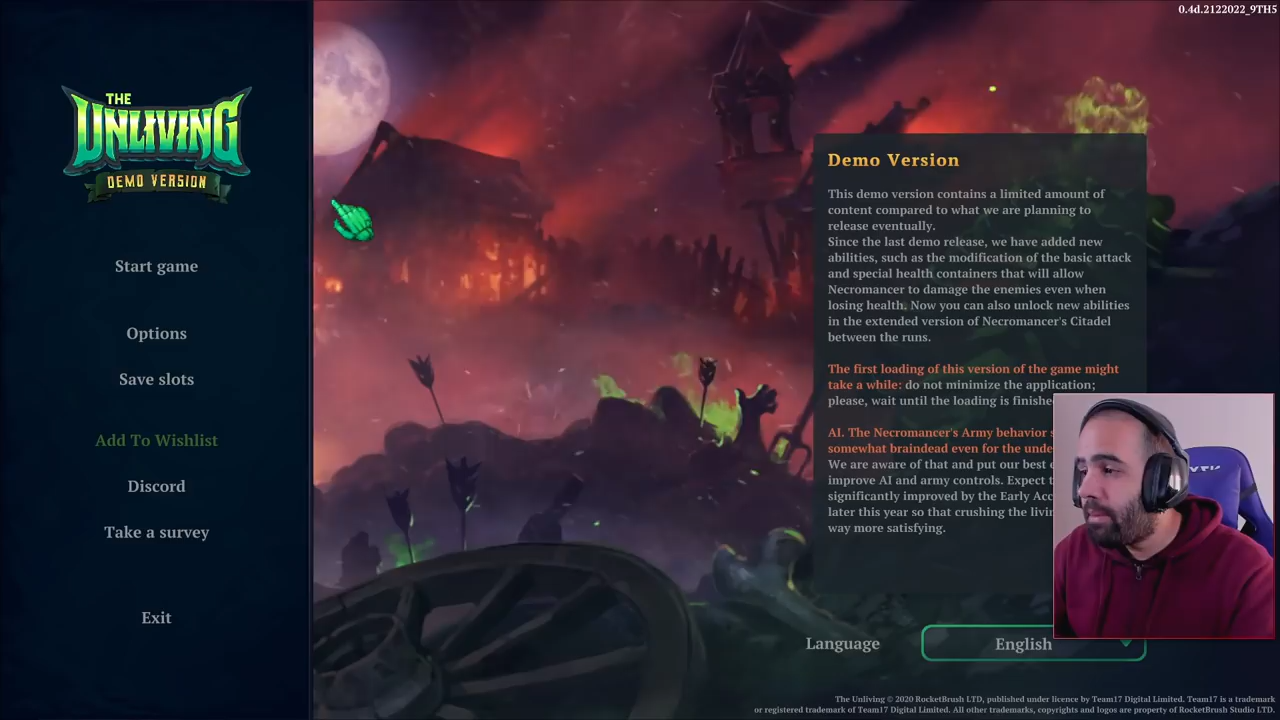 0.4d.2122022_9TH5
THE
UNLIVING
DEMO VERSION
Start game
Options
Save slots
Add To Wishlist
Discord
Take a survey
Exit
Demo Version
This demo version contains a limited amount of
content compared to what we are planning to
release eventually.
Since the last demo release, we have added new
abilities, such as the modification of the basic attack
and special health containers that will allow
Necromancer to damage the enemies even when
losing health. Now you can also unlock new abilities
in the extended version of Necromancer's Citadel
between the runs.
The first loading of this version of the game might
take a while: do not minimize the application;
please, wait until the loading is finishe
AI. The Necromancer's Army behavior s
somewhat braindead even for the unde
We are aware of that and put our best e
improve AI and army controls. Expect t
significantly improved by the Early Acc
later this year so that crushing the livin
way more satisfying.
Language
English
The Unliving © 2020 RocketBrush LTD, published under licence by Team17 Digital Limited. Team17 is a trademark
or registered trademark of Team17 Digital Limited. All other trademarks, copyrights and logos are property of RocketBrush Studio LTD.